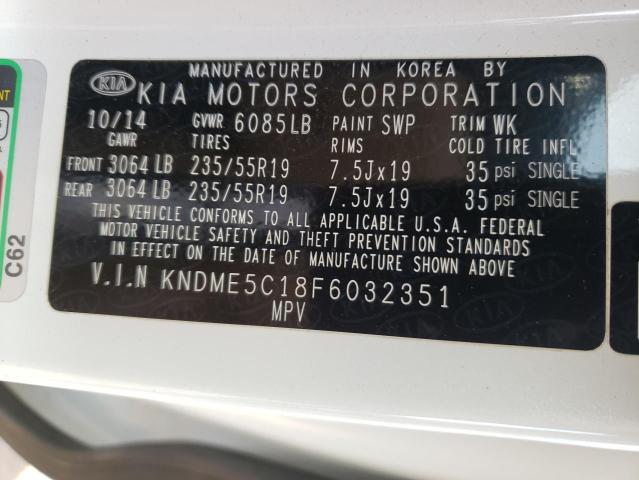 MANUFACTURED IN KOREA BY
KIA KIA MOTORS CORPORATION
10/14 GVWR 6085LB PAINT SWP TRIM WK
GAWR TIRES RIMS COLD TIRE INFL
FRONT 3064 LB 235/55R19 7.5Jx19 35 psi SINGLE
REAR 3064 LB 235/55R19 7.5Jx19 35 psi SINGLE
THIS VEHICLE CONFORMS TO ALL APPLICABLE U.S.A. FEDERAL
MOTOR VEHICLE SAFETY AND THEFT PREVENTION STANDARDS
IN EFFECT ON THE DATE OF MANUFACTURE SHOWN ABOVE
V.I.N KNDME5C18F6032351
MPV
C62